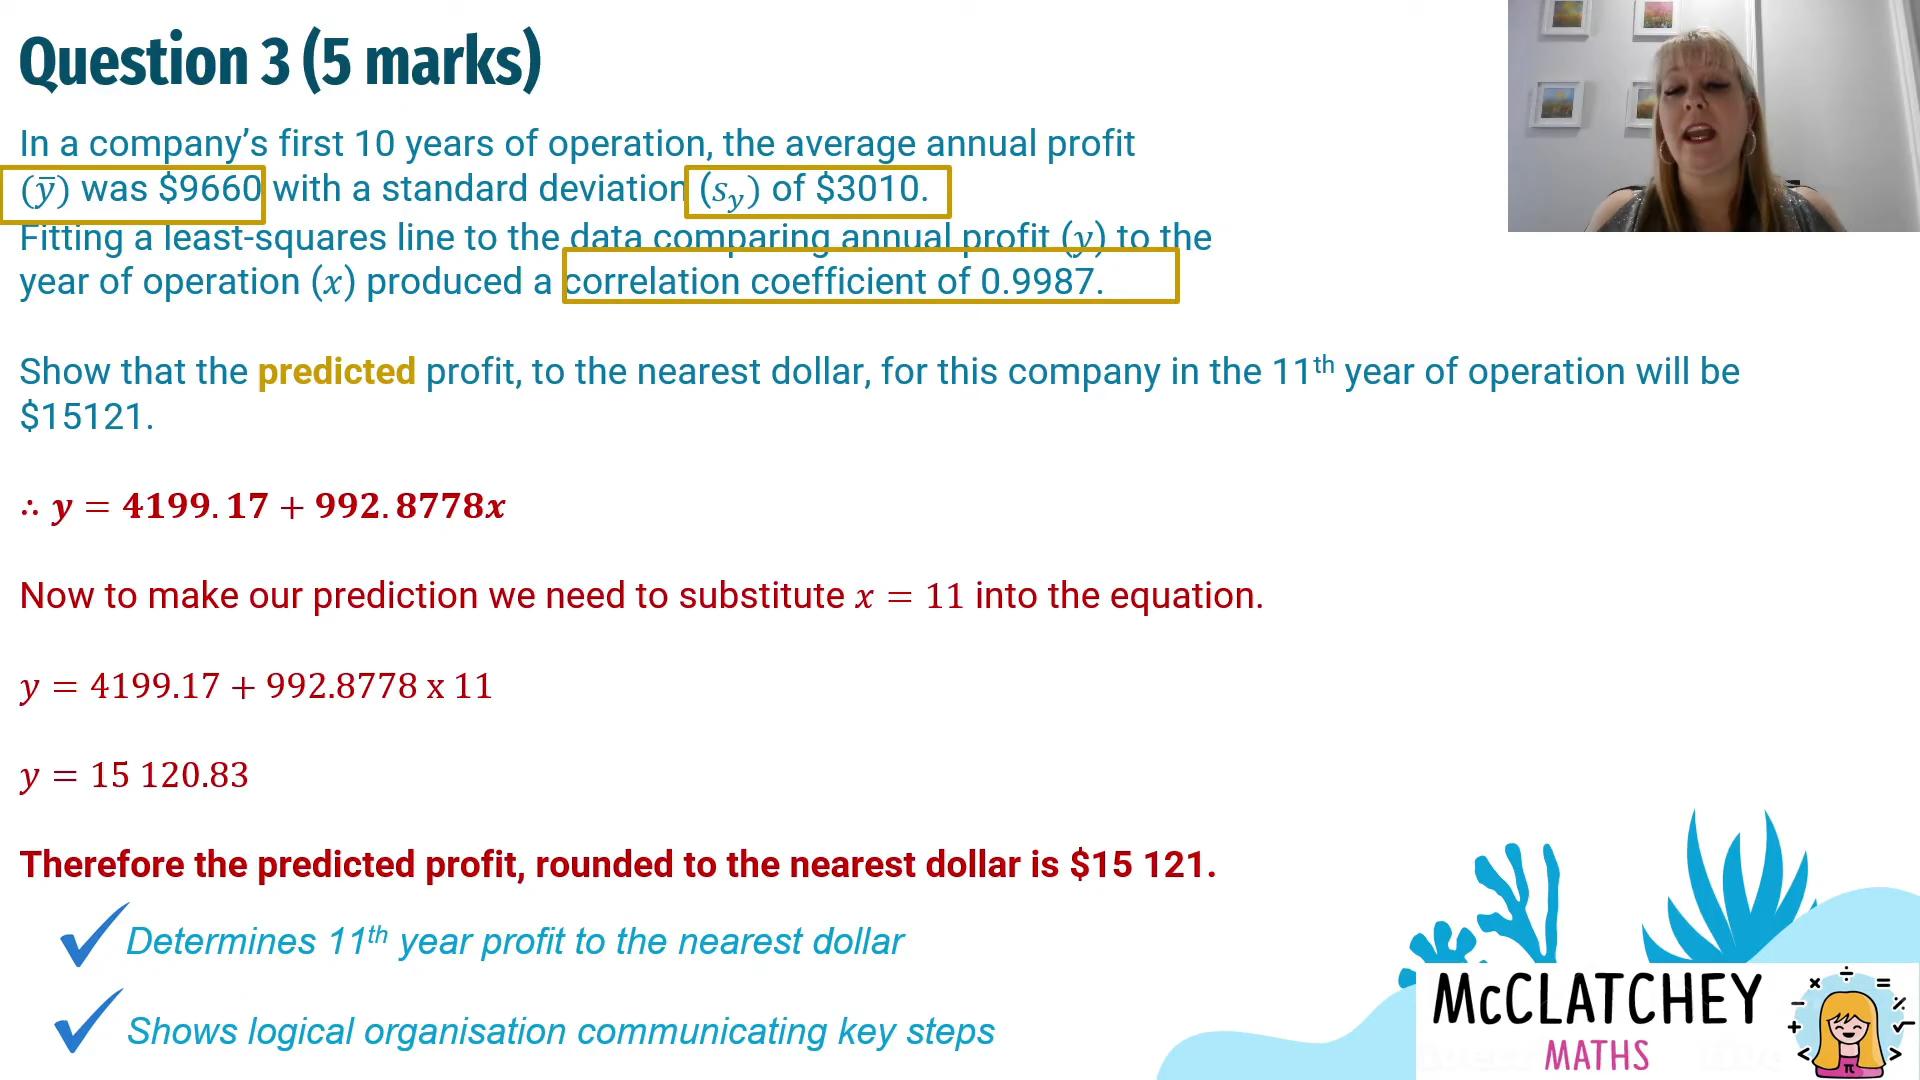 Question 3 (5 marks)
In a company’s first 10 years of operation, the average annual profit
(ȳ) was $9660 with a standard deviation (s_y) of $3010.
Fitting a least-squares line to the data comparing annual profit (y) to the
year of operation (x) produced a correlation coefficient of 0.9987.
Show that the predicted profit, to the nearest dollar, for this company in the 11th year of operation will be
$15121.
∴ y = 4199.17 + 992.8778x
Now to make our prediction we need to substitute x = 11 into the equation.
y = 4199.17 + 992.8778 x 11
y = 15 120.83
Therefore the predicted profit, rounded to the nearest dollar is $15 121.
Determines 11th year profit to the nearest dollar
Shows logical organisation communicating key steps
McCLATCHEY
MATHS